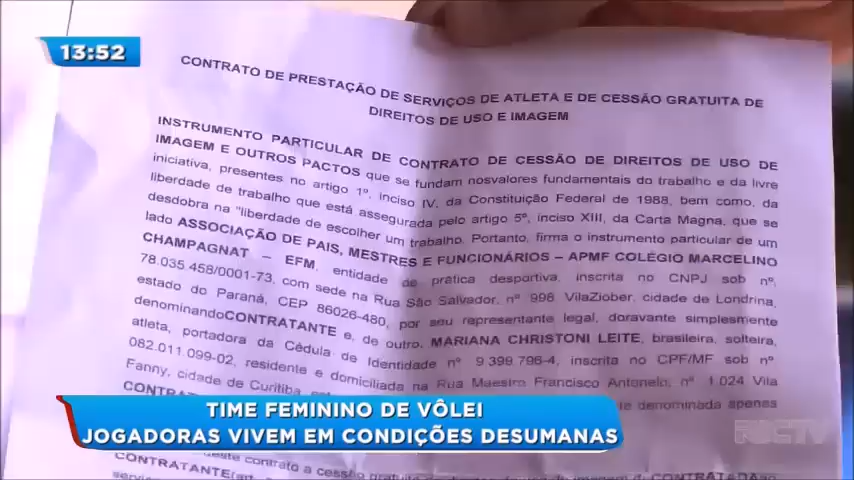 13:52
CONTRATO DE PRESTAÇÃO DE SERVIÇOS DE ATLETA E DE CESSÃO GRATUITA DE
DIREITOS DE USO E IMAGEM
INSTRUMENTO PARTICULAR DE CONTRATO DE CESSÃO DE DIREITOS DE USO DE
IMAGEM E OUTROS PACTOS que se fundam nosvalores fundamentais do trabalho e da livre
iniciativa, presentes no artigo 1º, inciso IV, da Constituição Federal de 1988, bem como, da
liberdade de trabalho que está assegurada pelo artigo 5º, inciso XIII, da Carta Magna, que se
desdobra na "liberdade de escolher um trabalho. Portanto, firma o instrumento particular de um
lado ASSOCIAÇÃO DE PAIS, MESTRES E FUNCIONÁRIOS – APMF COLÉGIO MARCELINO
CHAMPAGNAT – EFM, entidade de prática desportiva, inscrita no CNPJ sob nº
78.035.458/0001-73, com sede na Rua São Salvador, nº 998, VilaZiober, cidade de Londrina,
estado do Paraná, CEP 86026-480, por seu representante legal, doravante simplesmente
denominandoCONTRATANTE e, de outro, MARIANA CHRISTONI LEITE, brasileira, solteira,
atleta, portadora da Cédula de Identidade nº 9.399.796-4, inscrita no CPF/MF sob nº
082.011.099-02, residente e domiciliada na Rua Maestro Francisco Antonelo, nº 1.024 Vila
Fanny, cidade de Curitiba,
denominada apenas
TIME FEMININO DE VÔLEI
JOGADORAS VIVEM EM CONDIÇÕES DESUMANAS
RICTV
deste contrato a cessão
CONTRATANTE